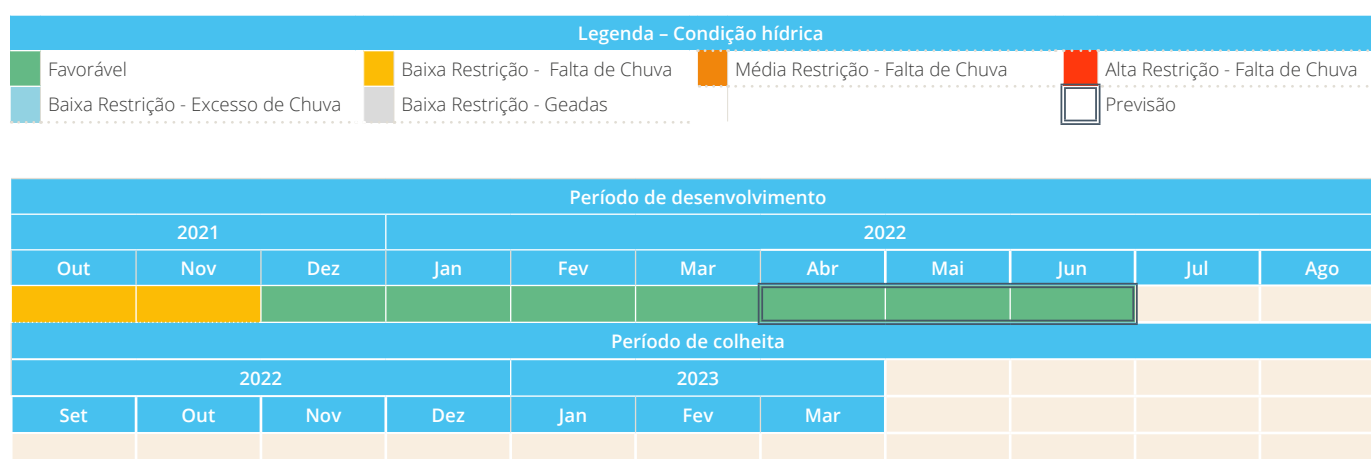 Legenda – Condição hídrica
Favorável Baixa Restrição - Falta de Chuva Média Restrição - Falta de Chuva Alta Restrição - Falta de Chuva
Baixa Restrição - Excesso de Chuva Baixa Restrição - Geadas Previsão
Período de desenvolvimento
2021 2022
Out Nov Dez Jan Fev Mar Abr Mai Jun Jul Ago
Período de colheita
2022 2023
Set Out Nov Dez Jan Fev Mar